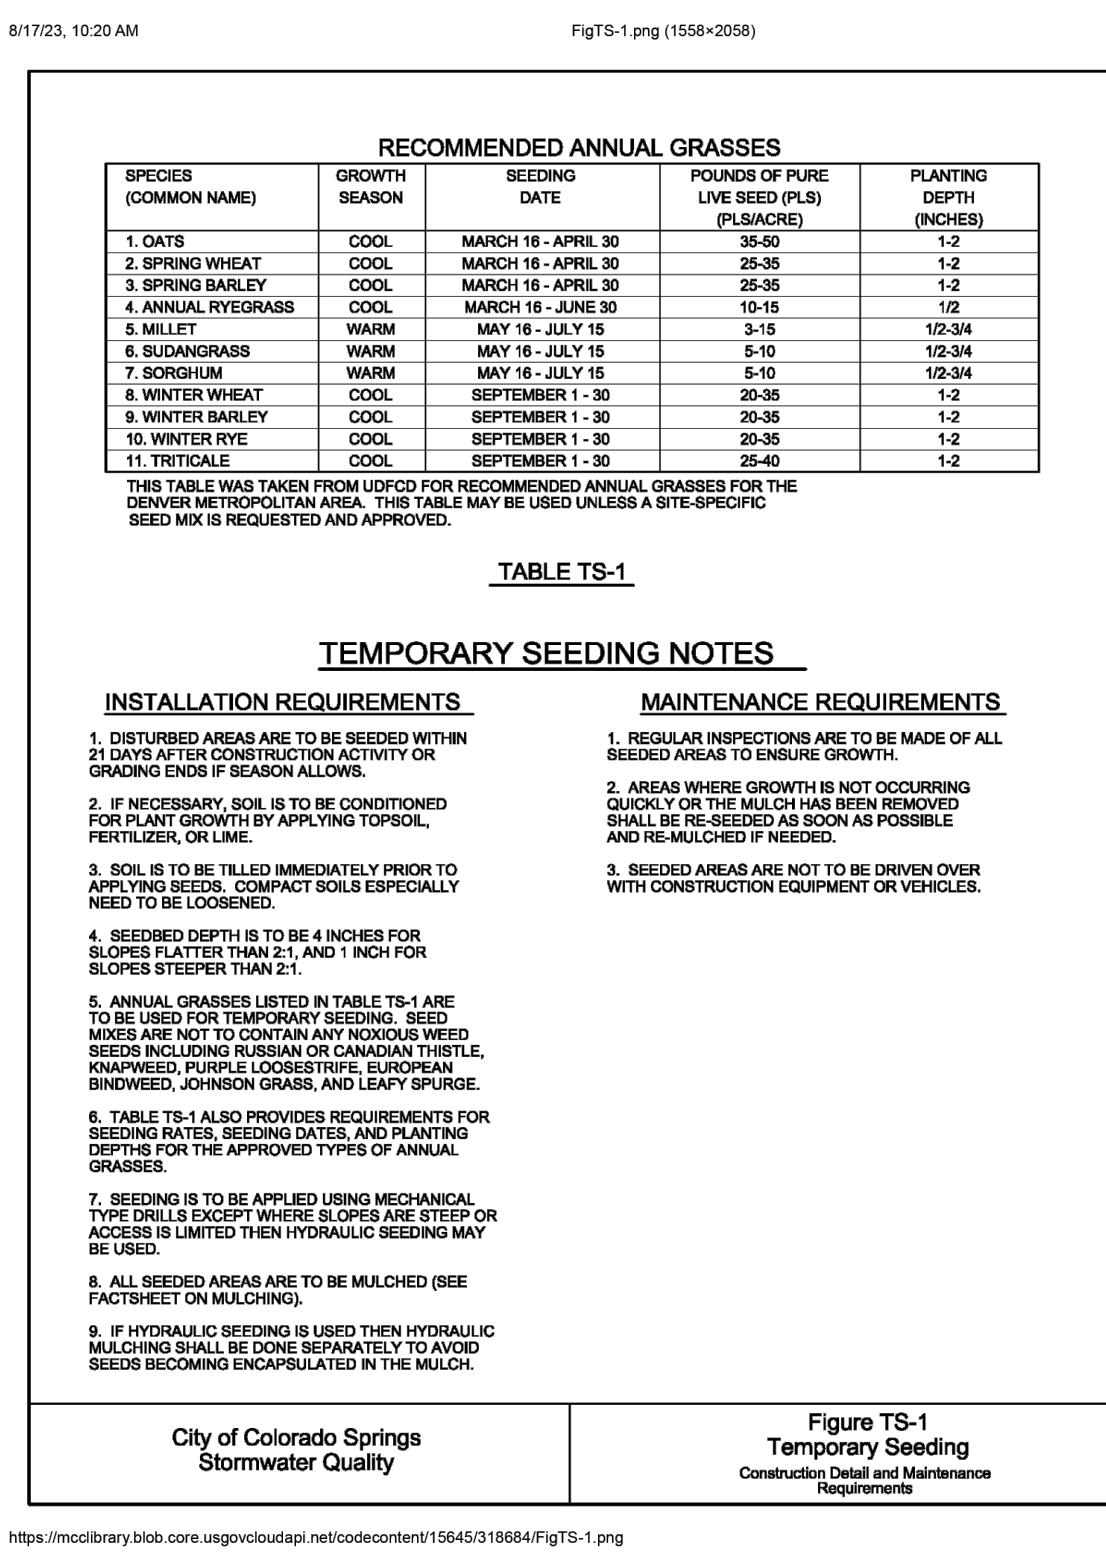 8/17/23, 10:20 AM FigTS-1.png (1558×2058)
RECOMMENDED ANNUAL GRASSES
SPECIES GROWTH SEEDING POUNDS OF PURE PLANTING
(COMMON NAME) SEASON DATE LIVE SEED (PLS) DEPTH
(PLS/ACRE) (INCHES)
1. OATS COOL MARCH 16 - APRIL 30 35-50 1-2
2. SPRING WHEAT COOL MARCH 16 - APRIL 30 25-35 1-2
3. SPRING BARLEY COOL MARCH 16 - APRIL 30 25-35 1-2
4. ANNUAL RYEGRASS COOL MARCH 16 - JUNE 30 10-15 1/2
5. MILLET WARM MAY 16 - JULY 15 3-15 1/2-3/4
6. SUDANGRASS WARM MAY 16 - JULY 15 5-10 1/2-3/4
7. SORGHUM WARM MAY 16 - JULY 15 5-10 1/2-3/4
8. WINTER WHEAT COOL SEPTEMBER 1 - 30 20-35 1-2
9. WINTER BARLEY COOL SEPTEMBER 1 - 30 20-35 1-2
10. WINTER RYE COOL SEPTEMBER 1 - 30 20-35 1-2
11. TRITICALE COOL SEPTEMBER 1 - 30 25-40 1-2
THIS TABLE WAS TAKEN FROM UDFCD FOR RECOMMENDED ANNUAL GRASSES FOR THE
DENVER METROPOLITAN AREA. THIS TABLE MAY BE USED UNLESS A SITE-SPECIFIC
SEED MIX IS REQUESTED AND APPROVED.
TABLE TS-1
TEMPORARY SEEDING NOTES
INSTALLATION REQUIREMENTS
1. DISTURBED AREAS ARE TO BE SEEDED WITHIN
21 DAYS AFTER CONSTRUCTION ACTIVITY OR
GRADING ENDS IF SEASON ALLOWS.
2. IF NECESSARY, SOIL IS TO BE CONDITIONED
FOR PLANT GROWTH BY APPLYING TOPSOIL,
FERTILIZER, OR LIME.
3. SOIL IS TO BE TILLED IMMEDIATELY PRIOR TO
APPLYING SEEDS. COMPACT SOILS ESPECIALLY
NEED TO BE LOOSENED.
4. SEEDBED DEPTH IS TO BE 4 INCHES FOR
SLOPES FLATTER THAN 2:1, AND 1 INCH FOR
SLOPES STEEPER THAN 2:1.
5. ANNUAL GRASSES LISTED IN TABLE TS-1 ARE
TO BE USED FOR TEMPORARY SEEDING. SEED
MIXES ARE NOT TO CONTAIN ANY NOXIOUS WEED
SEEDS INCLUDING RUSSIAN OR CANADIAN THISTLE,
KNAPWEED, PURPLE LOOSESTRIFE, EUROPEAN
BINDWEED, JOHNSON GRASS, AND LEAFY SPURGE.
6. TABLE TS-1 ALSO PROVIDES REQUIREMENTS FOR
SEEDING RATES, SEEDING DATES, AND PLANTING
DEPTHS FOR THE APPROVED TYPES OF ANNUAL
GRASSES.
7. SEEDING IS TO BE APPLIED USING MECHANICAL
TYPE DRILLS EXCEPT WHERE SLOPES ARE STEEP OR
ACCESS IS LIMITED THEN HYDRAULIC SEEDING MAY
BE USED.
8. ALL SEEDED AREAS ARE TO BE MULCHED (SEE
FACTSHEET ON MULCHING).
9. IF HYDRAULIC SEEDING IS USED THEN HYDRAULIC
MULCHING SHALL BE DONE SEPARATELY TO AVOID
SEEDS BECOMING ENCAPSULATED IN THE MULCH.
MAINTENANCE REQUIREMENTS
1. REGULAR INSPECTIONS ARE TO BE MADE OF ALL
SEEDED AREAS TO ENSURE GROWTH.
2. AREAS WHERE GROWTH IS NOT OCCURRING
QUICKLY OR THE MULCH HAS BEEN REMOVED
SHALL BE RE-SEEDED AS SOON AS POSSIBLE
AND RE-MULCHED IF NEEDED.
3. SEEDED AREAS ARE NOT TO BE DRIVEN OVER
WITH CONSTRUCTION EQUIPMENT OR VEHICLES.
City of Colorado Springs
Stormwater Quality
Figure TS-1
Temporary Seeding
Construction Detail and Maintenance
Requirements
https://mcclibrary.blob.core.usgovcloudapi.net/codecontent/15645/318684/FigTS-1.png